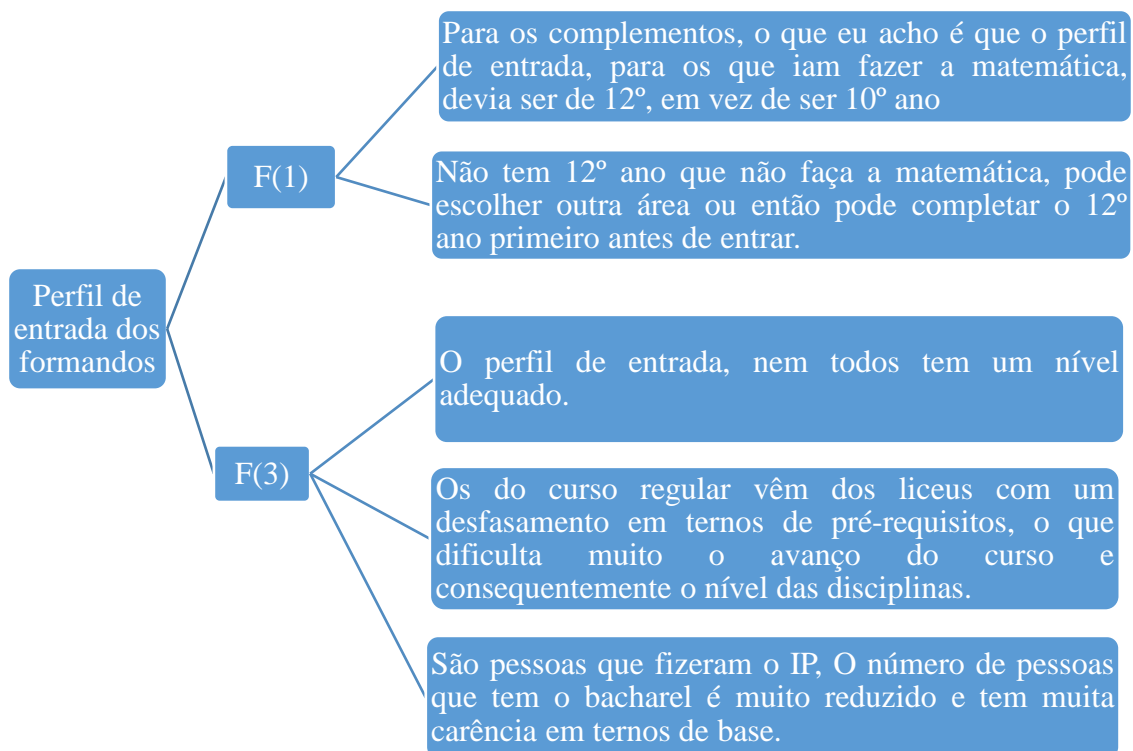 Para os complementos, o que eu acho é que o perfil
de entrada, para os que iam fazer a matemática,
devia ser de 12º, em vez de ser 10º ano
F(1)
Não tem 12º ano que não faça a matemática, pode
escolher outra área ou então pode completar o 12º
ano primeiro antes de entrar.
Perfil de
entrada dos
formandos
O perfil de entrada, nem todos tem um nível
adequado.
F(3)
Os do curso regular vêm dos liceus com um
desfasamento em ternos de pré-requisitos, o que
dificulta muito o avanço do curso e
consequentemente o nível das disciplinas.
São pessoas que fizeram o IP, O número de pessoas
que tem o bacharel é muito reduzido e tem muita
carência em ternos de base.